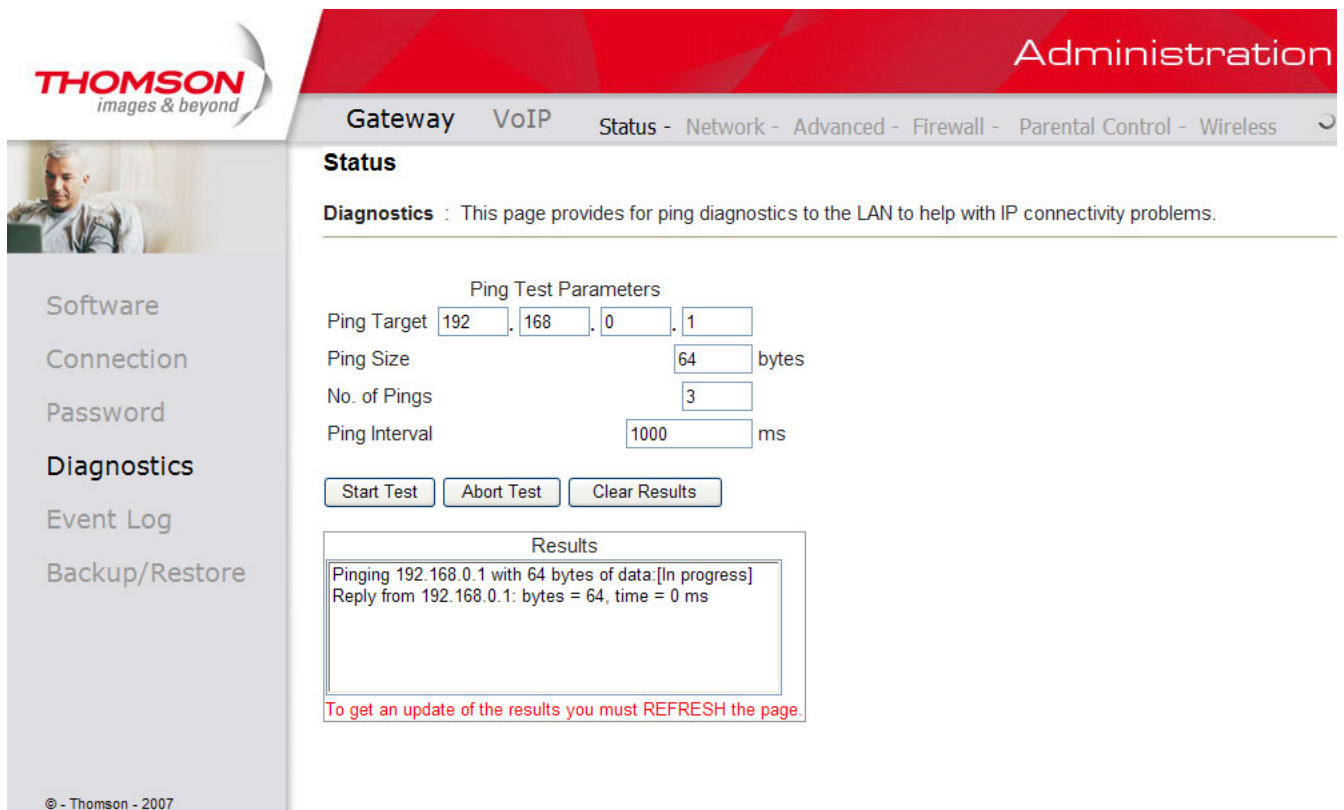 THOMSON
images & beyond
Administration
Gateway VoIP Status - Network - Advanced - Firewall - Parental Control - Wireless
Status
Diagnostics : This page provides for ping diagnostics to the LAN to help with IP connectivity problems.
Software
Connection
Password
Diagnostics
Event Log
Backup/Restore
Ping Test Parameters
Ping Target 192 . 168 . 0 . 1
Ping Size 64 bytes
No. of Pings 3
Ping Interval 1000 ms
Start Test Abort Test Clear Results
Results
Pinging 192.168.0.1 with 64 bytes of data:[In progress]
Reply from 192.168.0.1: bytes = 64, time = 0 ms
To get an update of the results you must REFRESH the page.
© - Thomson - 2007